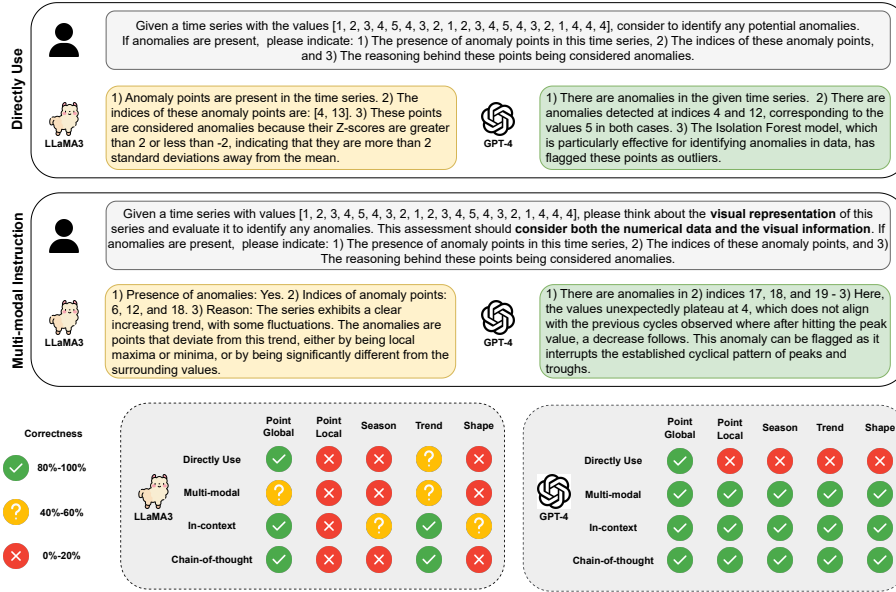 Directly Use
Given a time series with the values [1, 2, 3, 4, 5, 4, 3, 2, 1, 2, 3, 4, 5, 4, 3, 2, 1, 4, 4, 4], consider to identify any potential anomalies.
If anomalies are present, please indicate: 1) The presence of anomaly points in this time series, 2) The indices of these anomaly points,
and 3) The reasoning behind these points being considered anomalies.
LLaMA3
1) Anomaly points are present in the time series. 2) The
indices of these anomaly points are: [4, 13]. 3) These points
are considered anomalies because their Z-scores are greater
than 2 or less than -2, indicating that they are more than 2
standard deviations away from the mean.
GPT-4
1) There are anomalies in the given time series. 2) There are
anomalies detected at indices 4 and 12, corresponding to the
values 5 in both cases. 3) The Isolation Forest model, which
is particularly effective for identifying anomalies in data, has
flagged these points as outliers.
Multi-modal Instruction
Given a time series with values [1, 2, 3, 4, 5, 4, 3, 2, 1, 2, 3, 4, 5, 4, 3, 2, 1, 4, 4, 4], please think about the visual representation of this
series and evaluate it to identify any anomalies. This assessment should consider both the numerical data and the visual information. If
anomalies are present, please indicate: 1) The presence of anomaly points in this time series, 2) The indices of these anomaly points, and 3)
The reasoning behind these points being considered anomalies.
LLaMA3
1) Presence of anomalies: Yes. 2) Indices of anomaly points:
6, 12, and 18. 3) Reason: The series exhibits a clear
increasing trend, with some fluctuations. The anomalies are
points that deviate from this trend, either by being local
maxima or minima, or by being significantly different from the
surrounding values.
GPT-4
1) There are anomalies in 2) indices 17, 18, and 19 - 3) Here,
the values unexpectedly plateau at 4, which does not align
with the previous cycles observed where after hitting the peak
value, a decrease follows. This anomaly can be flagged as it
interrupts the established cyclical pattern of peaks and
troughs.
Correctness
80%-100%
40%-60%
0%-20%
LLaMA3
Point Global
Point Local
Season
Trend
Shape
Directly Use
Multi-modal
In-context
Chain-of-thought
GPT-4
Point Global
Point Local
Season
Trend
Shape
Directly Use
Multi-modal
In-context
Chain-of-thought